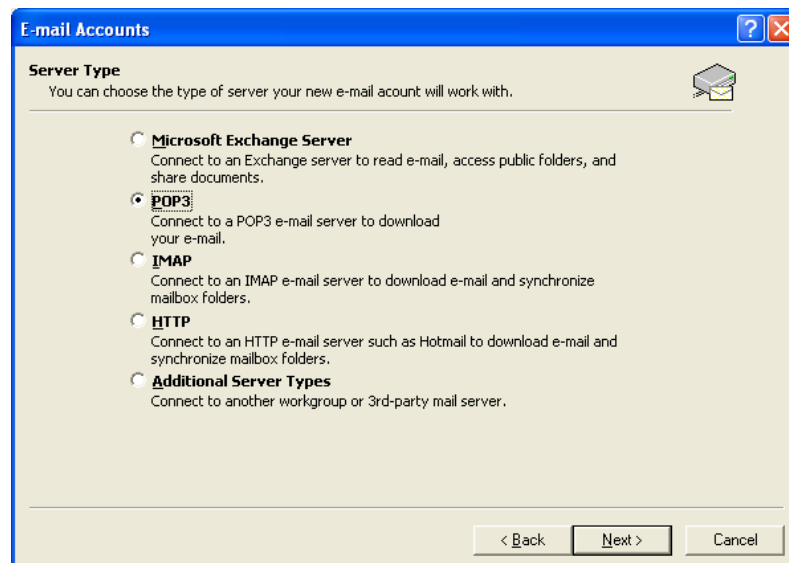 E-mail Accounts
?
Server Type
You can choose the type of server your new e-mail acount will work with.
Microsoft Exchange Server
Connect to an Exchange server to read e-mail, access public folders, and
share documents.
POP3
Connect to a POP3 e-mail server to download
your e-mail.
IMAP
Connect to an IMAP e-mail server to download e-mail and synchronize
mailbox folders.
HTTP
Connect to an HTTP e-mail server such as Hotmail to download e-mail and
synchronize mailbox folders.
Additional Server Types
Connect to another workgroup or 3rd-party mail server.
< Back Next > Cancel